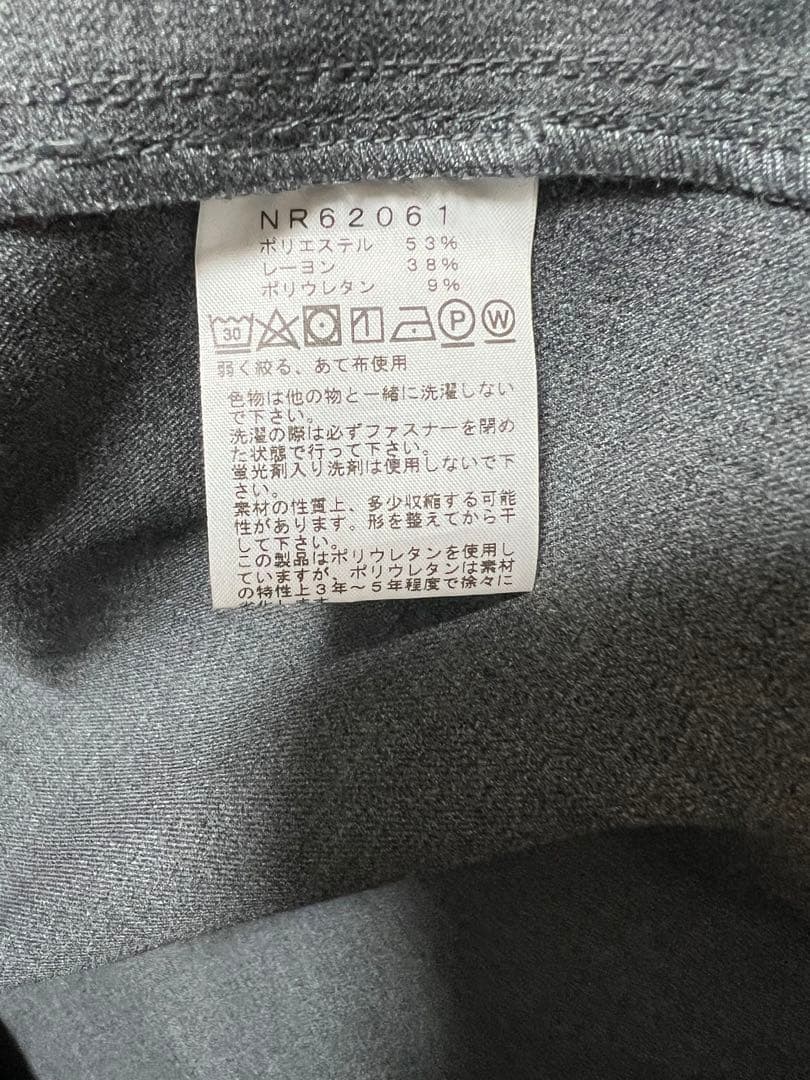 NR62061
ポリエステル 53%
レーヨン 38%
ポリウレタン 9%
30 P W
弱く絞る、あて布使用
色物は他の物と一緒に洗濯しない
で下さい。
洗濯の際は必ずファスナーを閉め
た状態で行って下さい。
蛍光剤入り洗剤は使用しないで下
さい。
素材の性質上、多少収縮する可能
性があります。形を整えてから干
して下さい。
この製品はポリウレタンを使用し
ていますが、ポリウレタンは素材
の特性上3年～5年程度で徐々に